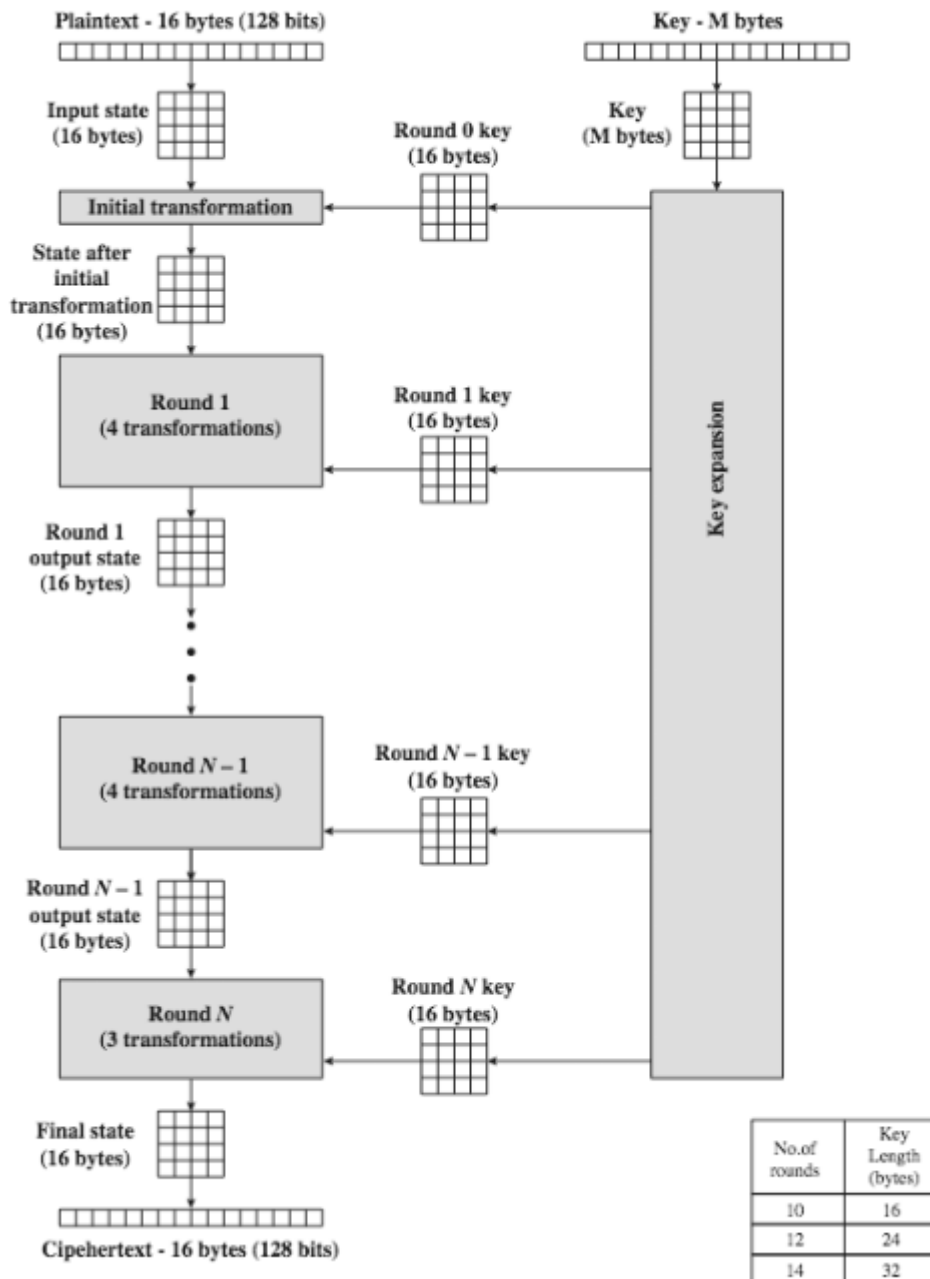 Plaintext - 16 bytes (128 bits)
Key - M bytes
Input state
(16 bytes)
Key
(M bytes)
Round 0 key
(16 bytes)
Initial transformation
State after
initial
transformation
(16 bytes)
Round 1
(4 transformations)
Round 1 key
(16 bytes)
Key expansion
Round 1
output state
(16 bytes)
Round N – 1
(4 transformations)
Round N – 1 key
(16 bytes)
Round N – 1
output state
(16 bytes)
Round N
(3 transformations)
Round N key
(16 bytes)
Final state
(16 bytes)
Cipehertext - 16 bytes (128 bits)
No.of
rounds
Key
Length
(bytes)
10 16
12 24
14 32